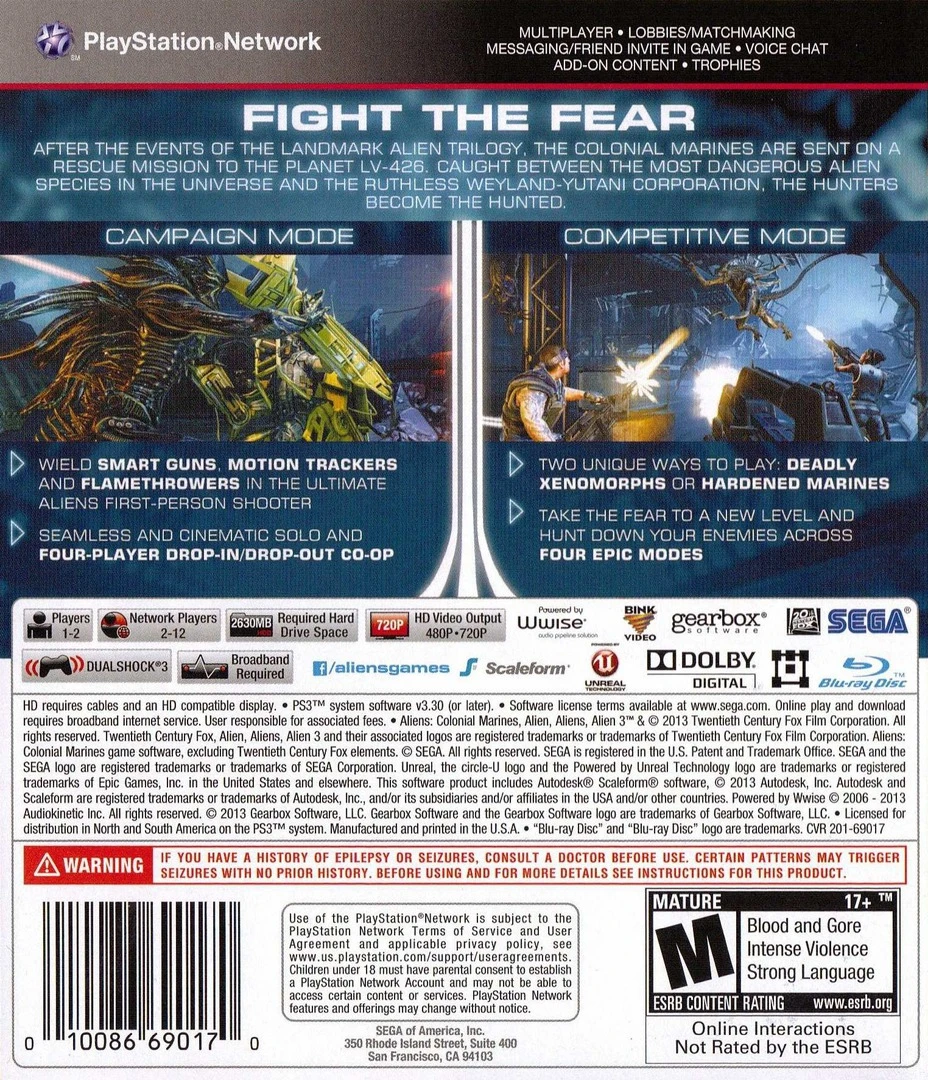 PlayStation®Network
SM
MULTIPLAYER • LOBBIES/MATCHMAKING
MESSAGING/FRIEND INVITE IN GAME • VOICE CHAT
ADD-ON CONTENT • TROPHIES
FIGHT THE FEAR
AFTER THE EVENTS OF THE LANDMARK ALIEN TRILOGY, THE COLONIAL MARINES ARE SENT ON A
RESCUE MISSION TO THE PLANET LV-426. CAUGHT BETWEEN THE MOST DANGEROUS ALIEN
SPECIES IN THE UNIVERSE AND THE RUTHLESS WEYLAND-YUTANI CORPORATION, THE HUNTERS
BECOME THE HUNTED.
CAMPAIGN MODE
WIELD SMART GUNS, MOTION TRACKERS
AND FLAMETHROWERS IN THE ULTIMATE
ALIENS FIRST-PERSON SHOOTER
SEAMLESS AND CINEMATIC SOLO AND
FOUR-PLAYER DROP-IN/DROP-OUT CO-OP
COMPETITIVE MODE
TWO UNIQUE WAYS TO PLAY: DEADLY
XENOMORPHS OR HARDENED MARINES
TAKE THE FEAR TO A NEW LEVEL AND
HUNT DOWN YOUR ENEMIES ACROSS
FOUR EPIC MODES
Players
1-2
Network Players
2-12
2630MB
HDD
Required Hard
Drive Space
720P
HD Video Output
480P•720P
Powered by
Wwise®
audio pipeline solution
BINK
VIDEO
gearbox®
software
20th CENTURY FOX
SEGA®
DUALSHOCK®3
Broadband
Required
f/aliensgames
Scaleform®
POWERED BY
UNREAL
TECHNOLOGY
DOLBY
DIGITAL
Blu-ray Disc™
HD requires cables and an HD compatible display. • PS3™ system software v3.30 (or later). • Software license terms available at www.sega.com. Online play and download
requires broadband internet service. User responsible for associated fees. • Aliens: Colonial Marines, Alien, Aliens, Alien 3™ & © 2013 Twentieth Century Fox Film Corporation. All
rights reserved. Twentieth Century Fox, Alien, Aliens, Alien 3 and their associated logos are registered trademarks or trademarks of Twentieth Century Fox Film Corporation. Aliens:
Colonial Marines game software, excluding Twentieth Century Fox elements. © SEGA. All rights reserved. SEGA is registered in the U.S. Patent and Trademark Office. SEGA and the
SEGA logo are registered trademarks or trademarks of SEGA Corporation. Unreal, the circle-U logo and the Powered by Unreal Technology logo are trademarks or registered
trademarks of Epic Games, Inc. in the United States and elsewhere. This software product includes Autodesk® Scaleform® software, © 2013 Autodesk, Inc. Autodesk and
Scaleform are registered trademarks or trademarks of Autodesk, Inc., and/or its subsidiaries and/or affiliates in the USA and/or other countries. Powered by Wwise © 2006 - 2013
Audiokinetic Inc. All rights reserved. © 2013 Gearbox Software, LLC. Gearbox Software and the Gearbox Software logo are trademarks of Gearbox Software, LLC. • Licensed for
distribution in North and South America on the PS3™ system. Manufactured and printed in the U.S.A. • “Blu-ray Disc” and “Blu-ray Disc” logo are trademarks. CVR 201-69017
WARNING
IF YOU HAVE A HISTORY OF EPILEPSY OR SEIZURES, CONSULT A DOCTOR BEFORE USE. CERTAIN PATTERNS MAY TRIGGER
SEIZURES WITH NO PRIOR HISTORY. BEFORE USING AND FOR MORE DETAILS SEE INSTRUCTIONS FOR THIS PRODUCT.
0 10086 69017 0
Use of the PlayStation®Network is subject to the
PlayStation Network Terms of Service and User
Agreement and applicable privacy policy, see
www.us.playstation.com/support/useragreements.
Children under 18 must have parental consent to establish
a PlayStation Network Account and may not be able to
access certain content or services. PlayStation Network
features and offerings may change without notice.
SEGA of America, Inc.
350 Rhode Island Street, Suite 400
San Francisco, CA 94103
MATURE 17+ ™
M
Blood and Gore
Intense Violence
Strong Language
ESRB CONTENT RATING www.esrb.org
Online Interactions
Not Rated by the ESRB